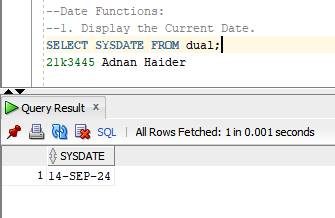 --Date Functions:
--1. Display the Current Date.
SELECT SYSDATE FROM dual;
21k3445 Adnan Haider
Query Result ×
SQL | All Rows Fetched: 1 in 0.001 seconds
SYSDATE
1 14-SEP-24